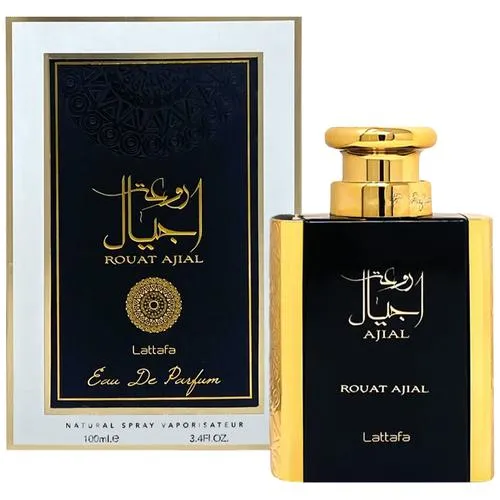 روعة
اجيال
ROUAT AJIAL
Lattafa
Eau De Parfum
NATURAL SPRAY VAPORISATEUR
100ml.e 3.4FL.OZ.
روعة
اجيال
AJIAL
ROUAT AJIAL
Lattafa